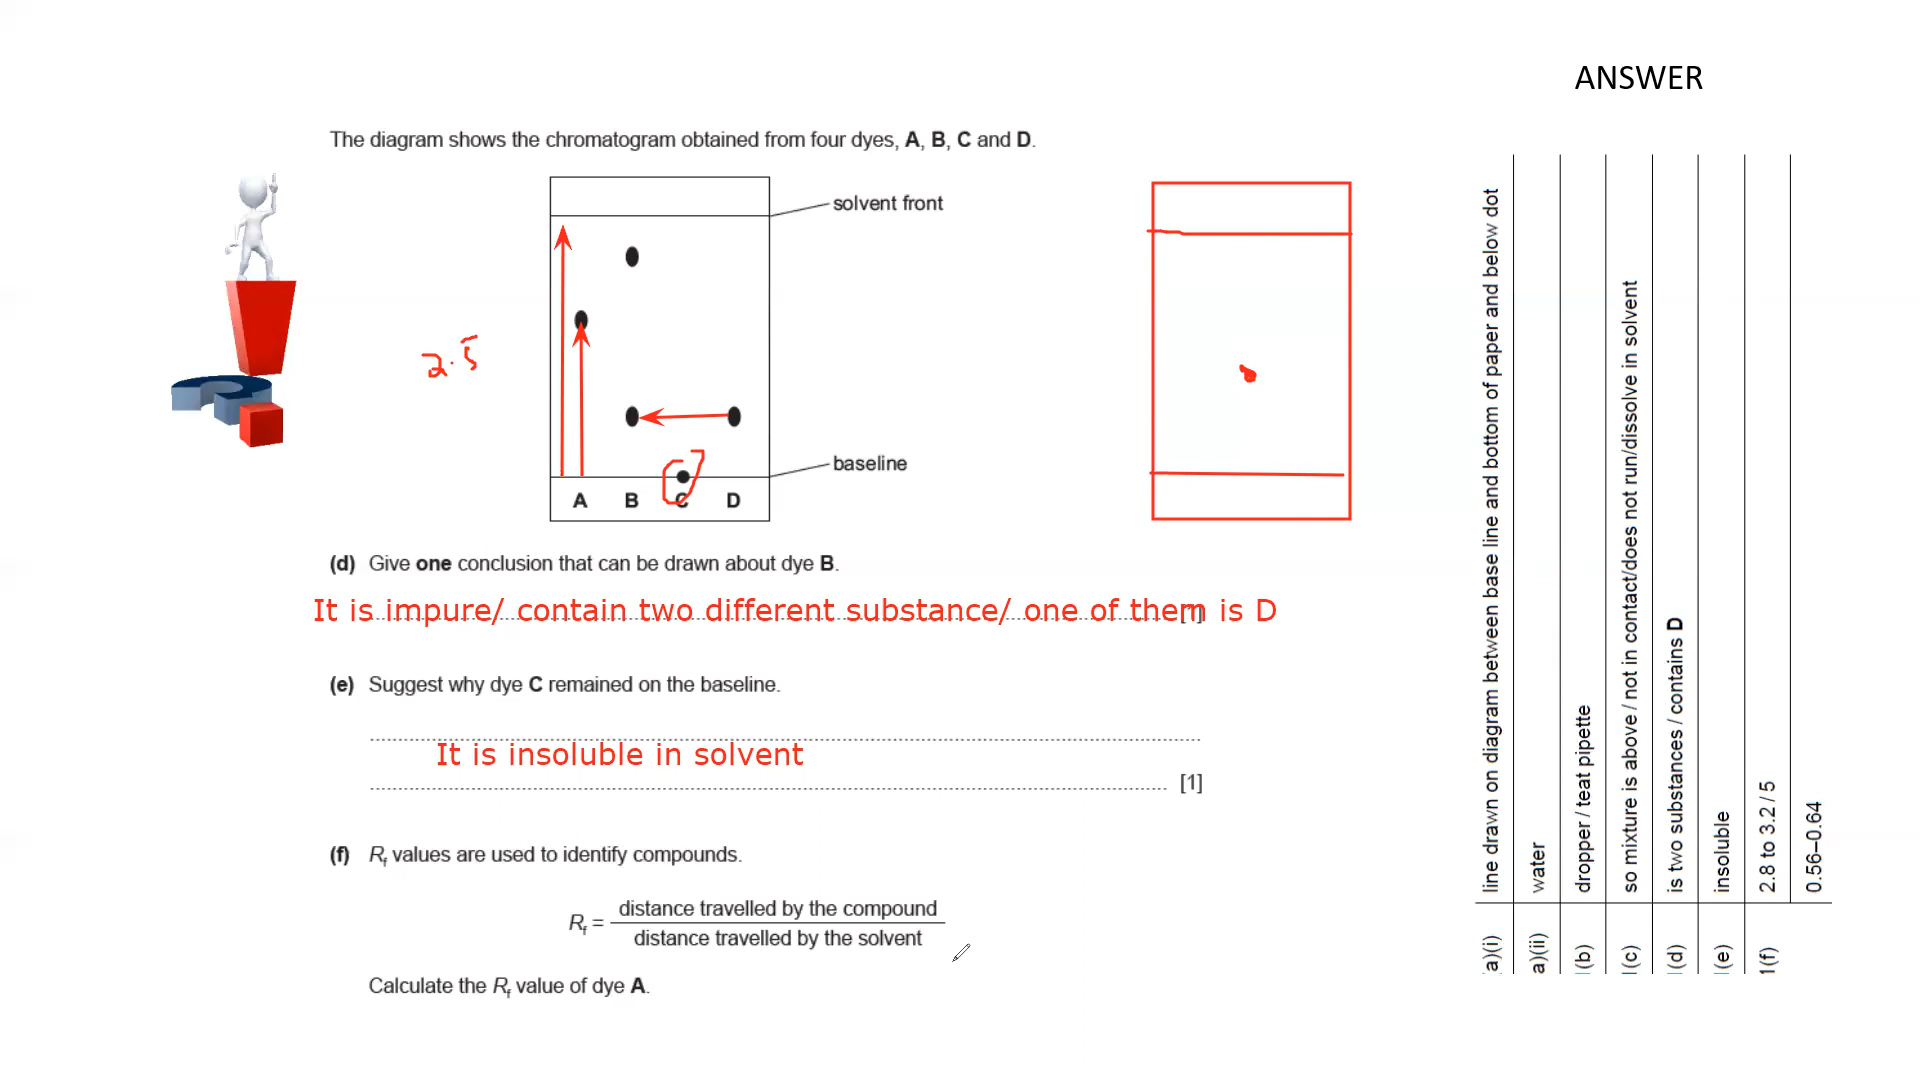 ANSWER
The diagram shows the chromatogram obtained from four dyes, A, B, C and D.
solvent front
2.5
baseline
A B C D
(d) Give one conclusion that can be drawn about dye B.
It is impure/ contain two different substance/ one of them is D
[1]
(e) Suggest why dye C remained on the baseline.
It is insoluble in solvent
[1]
(f) Rf values are used to identify compounds.
Rf = distance travelled by the compound
distance travelled by the solvent
Calculate the Rf value of dye A.
a)(i) line drawn on diagram between base line and bottom of paper and below dot
a)(ii) water
(b) dropper / teat pipette
(c) so mixture is above / not in contact/does not run/dissolve in solvent
(d) is two substances / contains D
(e) insoluble
1(f) 2.8 to 3.2 / 5
0.56–0.64